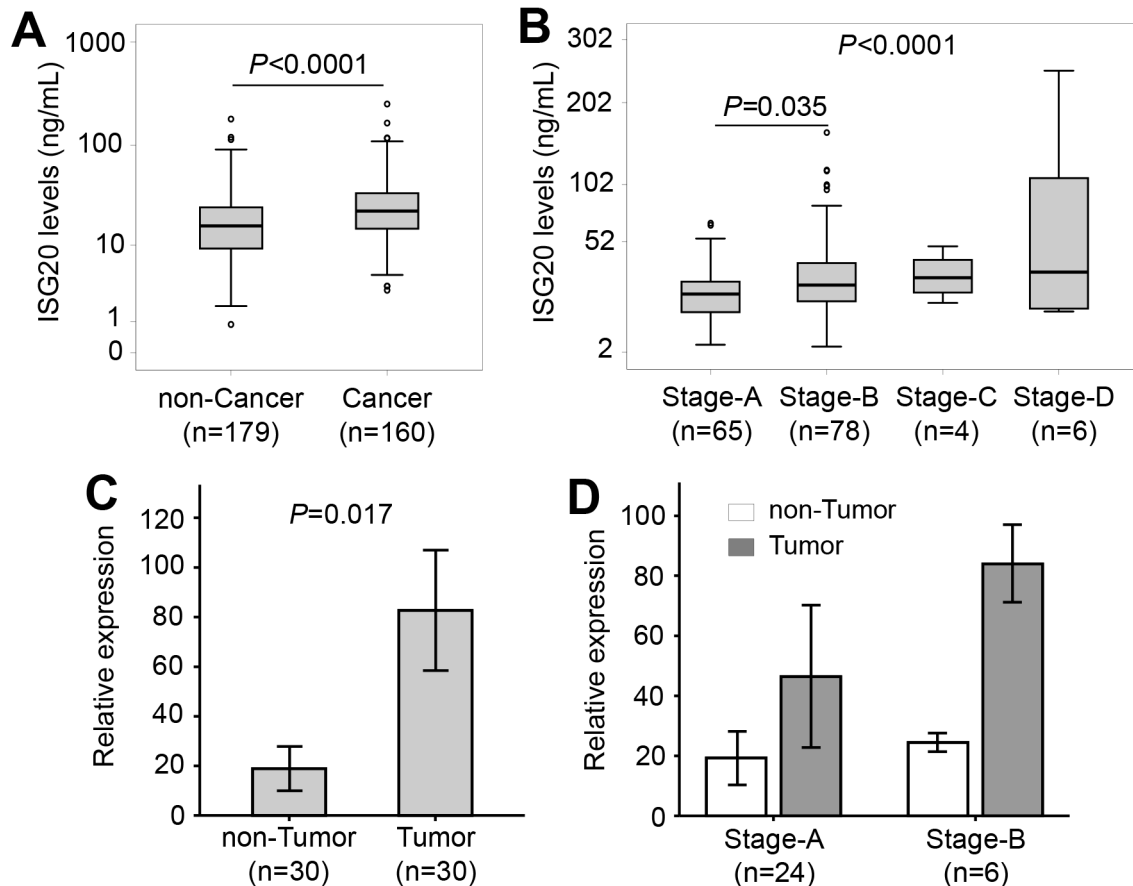 A
ISG20 levels (ng/mL)
1000
100
10
1
0
P<0.0001
non-Cancer
(n=179)
Cancer
(n=160)
B
ISG20 levels (ng/mL)
302
202
102
52
2
P<0.0001
P=0.035
Stage-A
(n=65)
Stage-B
(n=78)
Stage-C
(n=4)
Stage-D
(n=6)
C
Relative expression
120
100
80
60
40
20
0
P=0.017
non-Tumor
(n=30)
Tumor
(n=30)
D
Relative expression
100
80
60
40
20
0
non-Tumor
Tumor
Stage-A
(n=24)
Stage-B
(n=6)